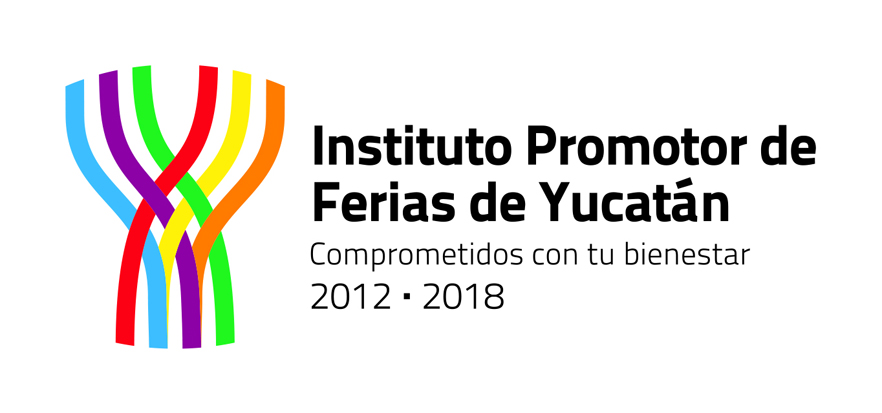 Instituto Promotor de
Ferias de Yucatán
Comprometidos con tu bienestar
2012 ▪ 2018